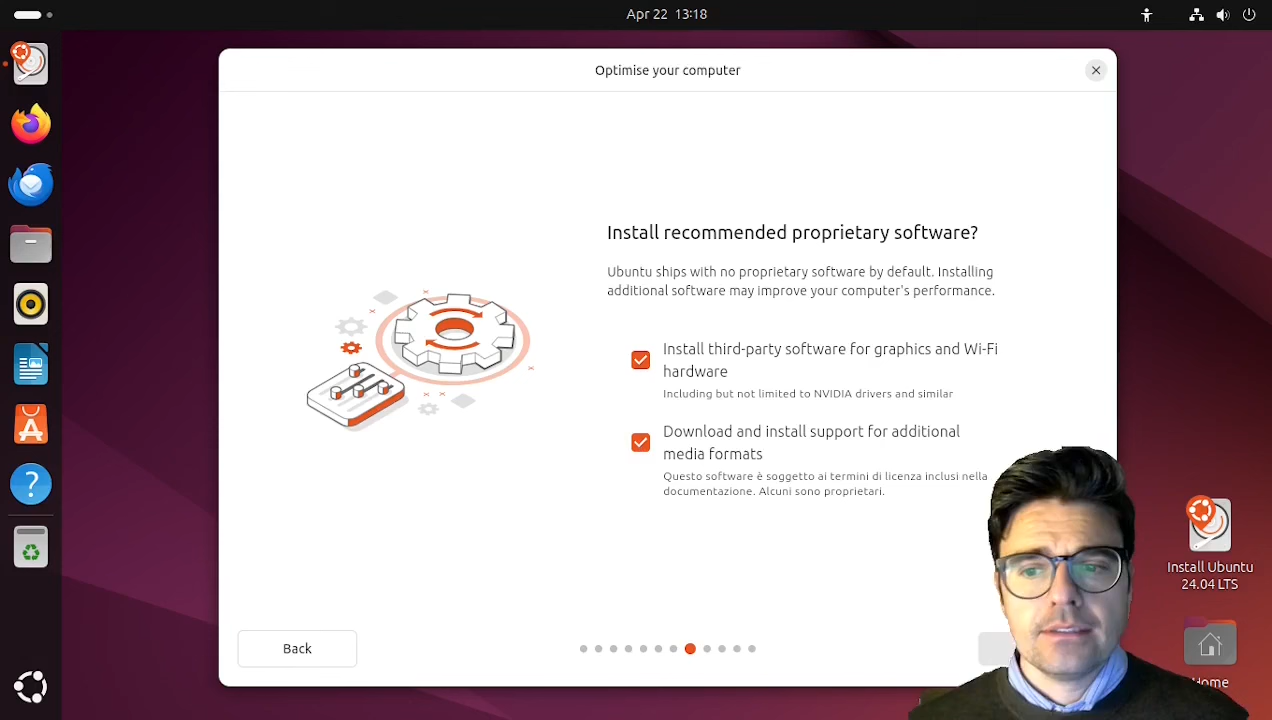 Apr 22 13:18
Optimise your computer
Install recommended proprietary software?
Ubuntu ships with no proprietary software by default. Installing
additional software may improve your computer's performance.
Install third-party software for graphics and Wi-Fi
hardware
Including but not limited to NVIDIA drivers and similar
Download and install support for additional
media formats
Questo software è soggetto ai termini di licenza inclusi nella
documentazione. Alcuni sono proprietari.
Install Ubuntu
24.04 LTS
Back
Home